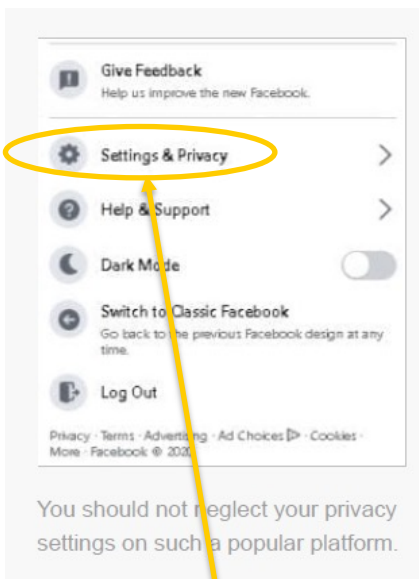 Give Feedback
Help us improve the new Facebook.
Settings & Privacy
Help & Support
Dark Mode
Switch to Classic Facebook
Go back to the previous Facebook design at any
time.
Log Out
Privacy · Terms · Advertising · Ad Choices · Cookies ·
More · Facebook © 2020
You should not neglect your privacy
settings on such a popular platform.